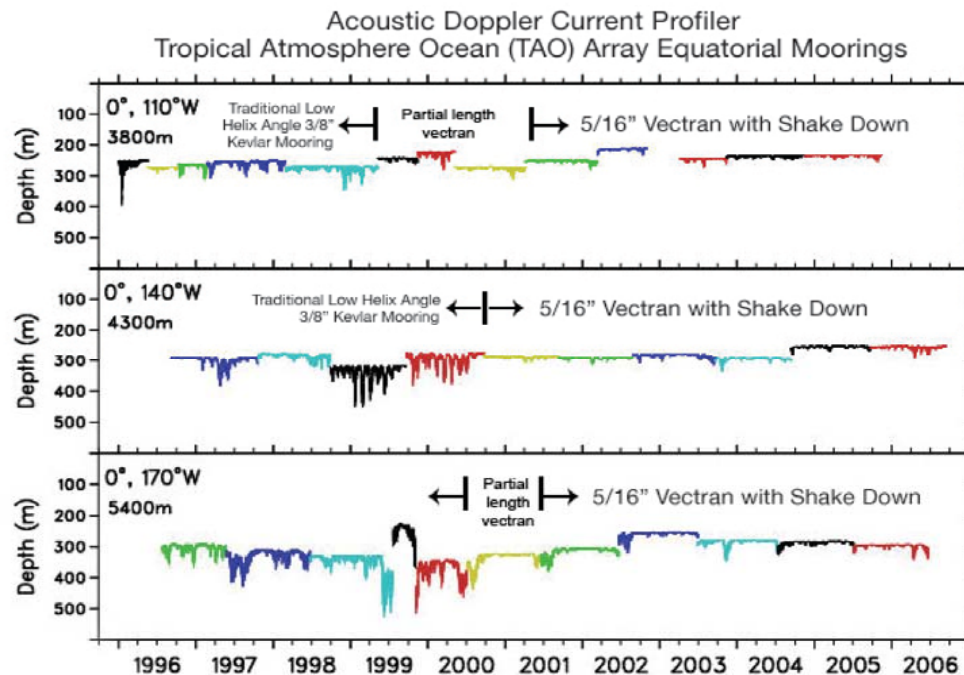 Acoustic Doppler Current Profiler
Tropical Atmosphere Ocean (TAO) Array Equatorial Moorings
0°, 110°W
3800m
Traditional Low
Helix Angle 3/8"
Kevlar Mooring
Partial length
vectran
5/16” Vectran with Shake Down
Depth (m)
100
200
300
400
500
0°, 140°W
4300m
Traditional Low Helix Angle
3/8" Kevlar Mooring
5/16” Vectran with Shake Down
Depth (m)
100
200
300
400
500
0°, 170°W
5400m
Partial
length
vectran
5/16” Vectran with Shake Down
Depth (m)
100
200
300
400
500
1996 1997 1998 1999 2000 2001 2002 2003 2004 2005 2006